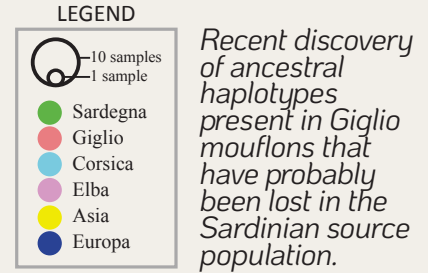 LEGEND
10 samples
1 sample
Sardegna
Giglio
Corsica
Elba
Asia
Europa
Recent discovery
of ancestral
haplotypes
present in Giglio
mouflons that
have probably
been lost in the
Sardinian source
population.